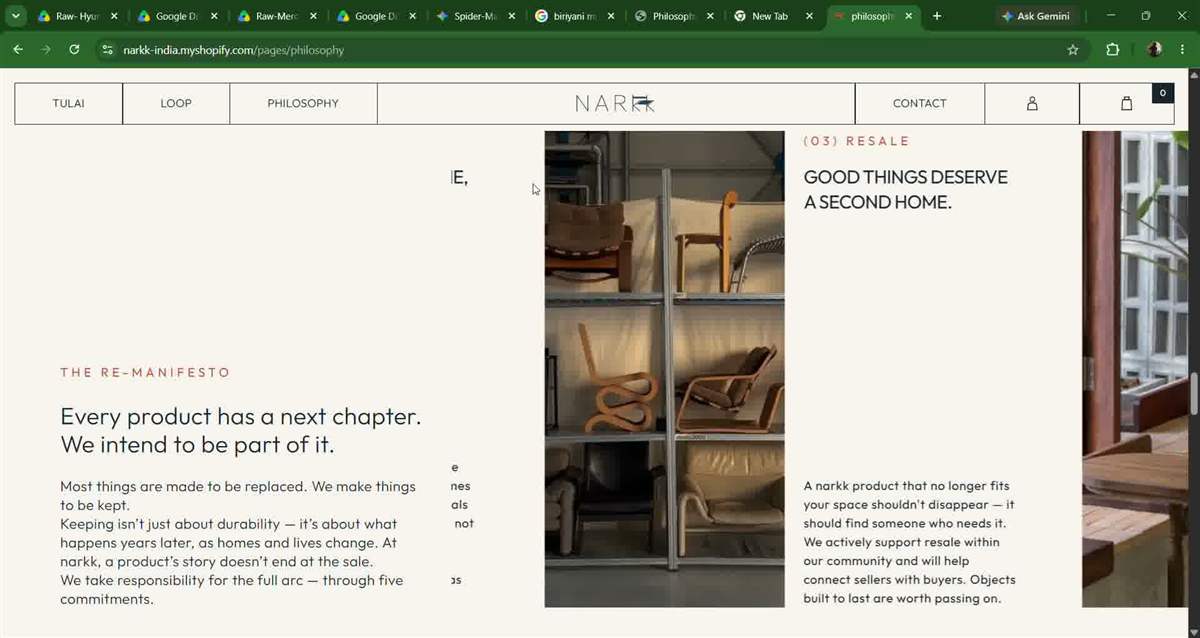 Raw- Hyun
Google Dr
Raw-Merc
Google Dr
Spider-Ma
biriyani m
Philosoph
New Tab
philosoph
Ask Gemini
narkk-india.myshopify.com/pages/philosophy
TULAI
LOOP
PHILOSOPHY
NARKK
CONTACT
0
E,
THE RE-MANIFESTO
Every product has a next chapter.
We intend to be part of it.
Most things are made to be replaced. We make things
to be kept.
Keeping isn't just about durability — it's about what
happens years later, as homes and lives change. At
narkk, a product's story doesn't end at the sale.
We take responsibility for the full arc — through five
commitments.
e
nes
als
not
as
(03) RESALE
GOOD THINGS DESERVE
A SECOND HOME.
A narkk product that no longer fits
your space shouldn't disappear — it
should find someone who needs it.
We actively support resale within
our community and will help
connect sellers with buyers. Objects
built to last are worth passing on.